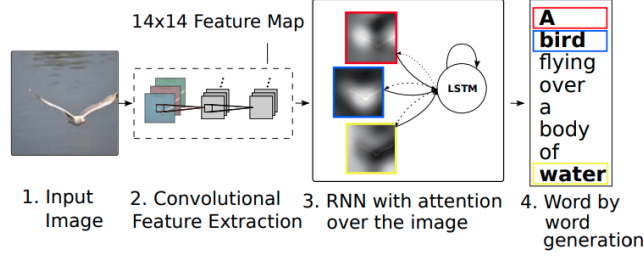 14x14 Feature Map
LSTM
A
bird
flying
over
a
body
of
water
1. Input
Image
2. Convolutional
Feature Extraction
3. RNN with attention
over the image
4. Word by
word
generation